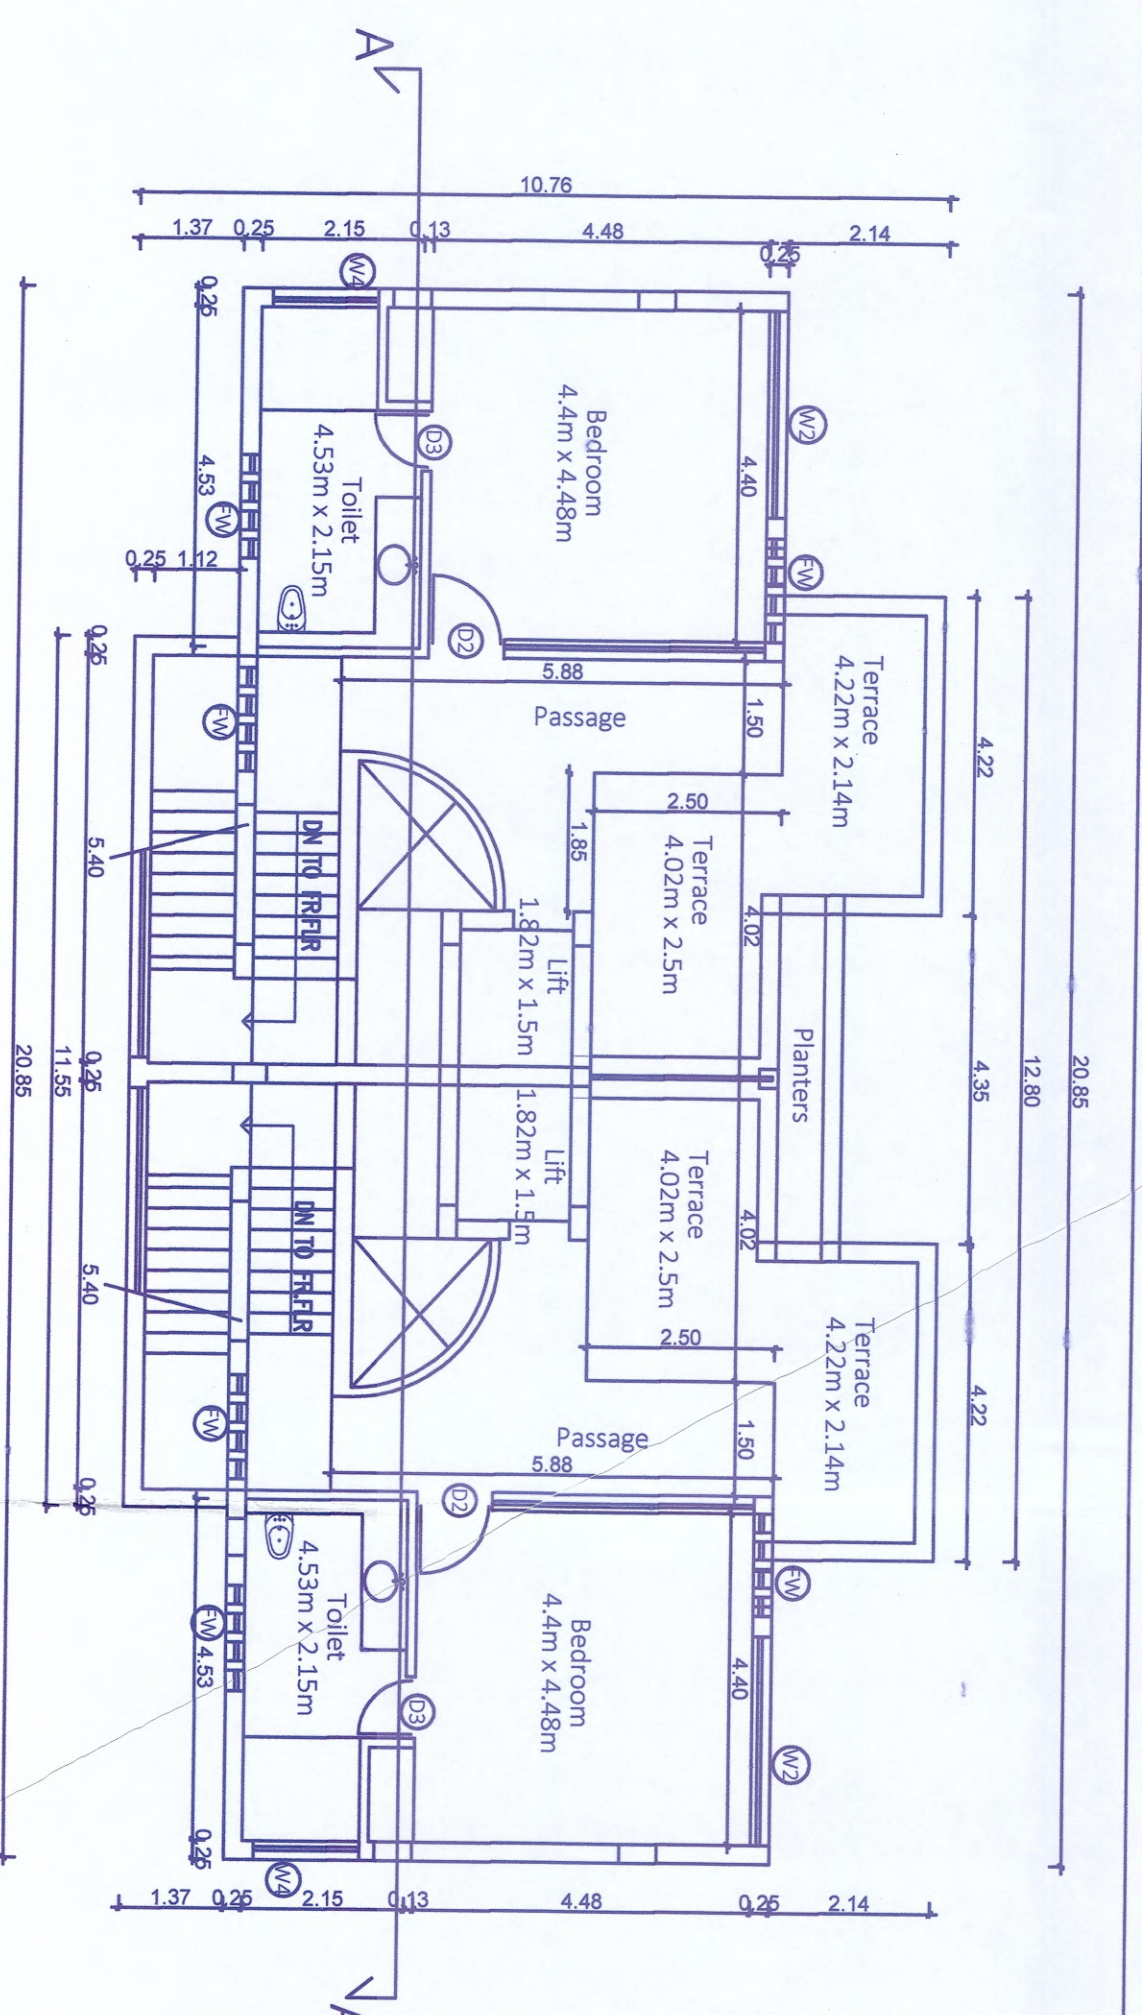 A
10.76
1.37 0.25 2.15 0.13 4.48 2.14
0.25
W4
0.25
W2
Bedroom
4.4m x 4.48m
4.40
D3
Toilet
4.53m x 2.15m
4.53
FW
FW
0.25 1.12
D2
0.25
5.88
1.50
Passage
FW
Terrace
4.22m x 2.14m
4.22
2.50
1.85
Terrace
4.02m x 2.5m
4.02
DN TO FR.FLR
5.40
Lift
1.82m x 1.5m
Planters
4.35
12.80
20.85
20.85
11.55
0.25
Lift
1.82m x 1.5m
Terrace
4.02m x 2.5m
4.02
DN TO FR.FLR
5.40
2.50
Terrace
4.22m x 2.14m
4.22
Passage
1.50
5.88
FW
D2
0.25
FW
Toilet
4.53m x 2.15m
FW
4.53
Bedroom
4.4m x 4.48m
4.40
D3
W2
0.25
W4
1.37 0.25 2.15 0.13 4.48 0.25 2.14